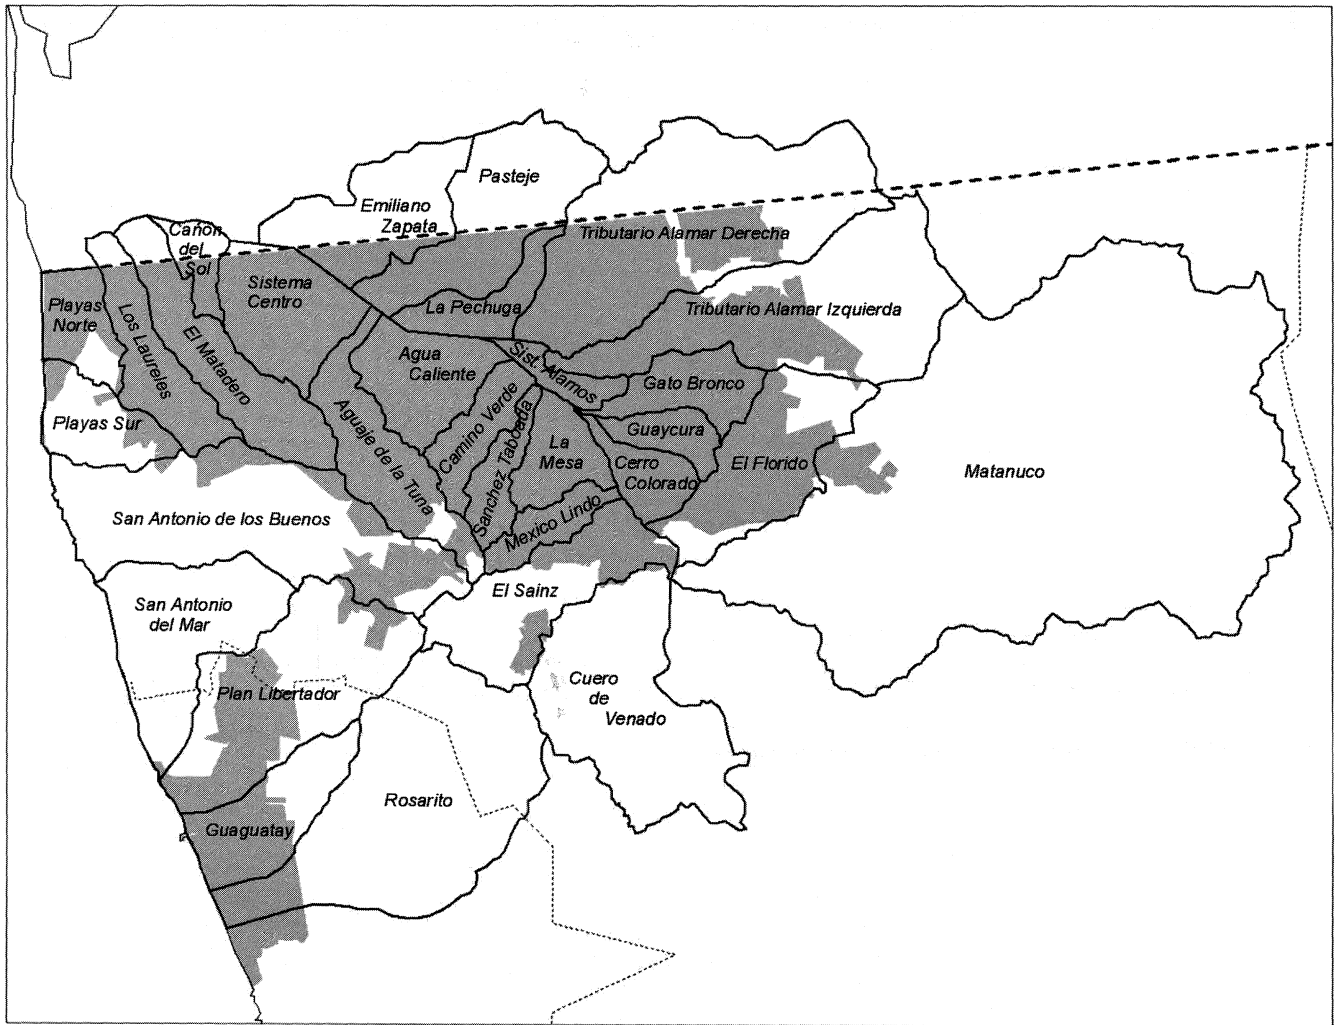 Pasteje
Emiliano
Zapata
Cañon
del
Sol
Tributario Alamar Derecha
Sistema
Centro
Playas
Norte
Los Laureles
El Matadero
La Pechuga
Tributario Alamar Izquierda
Agua
Caliente
Sist. Alamos
Gato Bronco
Playas Sur
Aguaje de la Tuna
Camino Verde
Sanchez Taboada
La
Mesa
Guaycura
Cerro
Colorado
El Florido
Matanuco
San Antonio de los Buenos
Mexico Lindo
El Sainz
San Antonio
del Mar
Plan Libertador
Cuero
de
Venado
Rosarito
Guaguatay